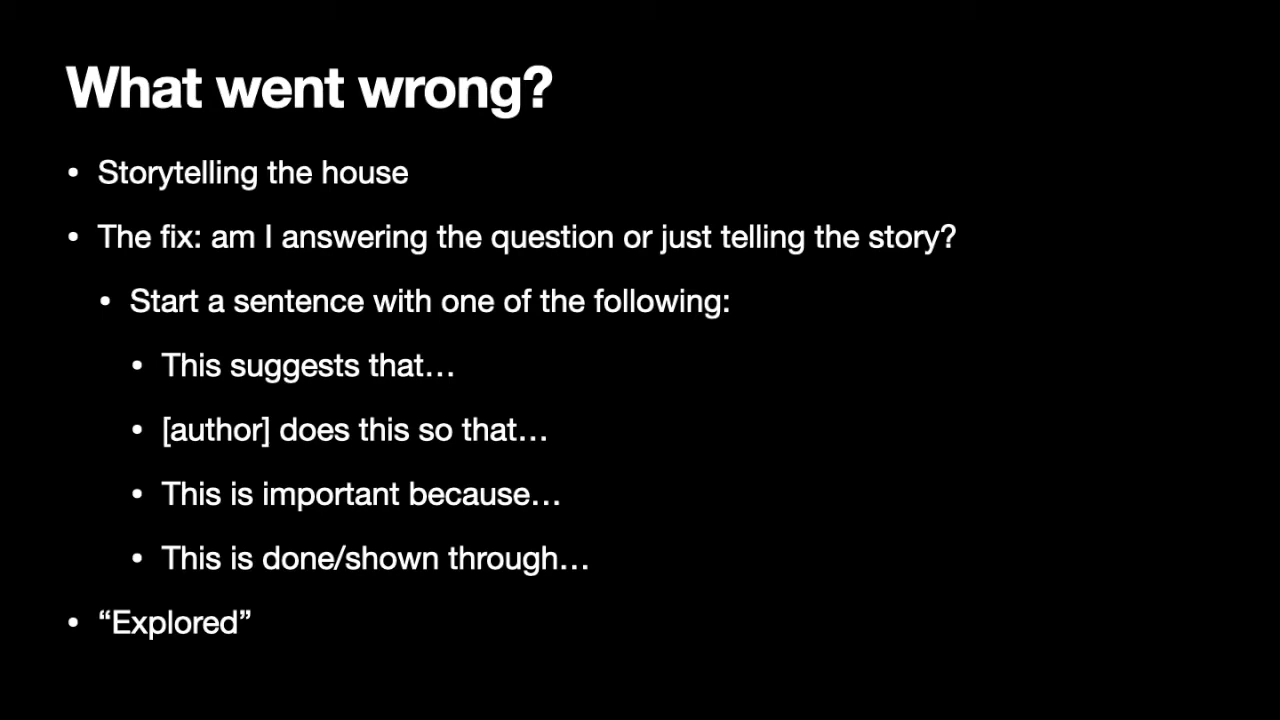 What went wrong?
• Storytelling the house
• The fix: am I answering the question or just telling the story?
• Start a sentence with one of the following:
• This suggests that…
• [author] does this so that…
• This is important because…
• This is done/shown through…
• “Explored”